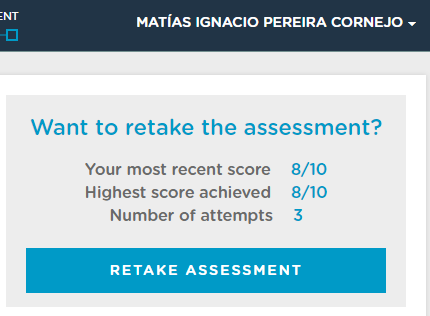 ENT
MATÍAS IGNACIO PEREIRA CORNEJO
Want to retake the assessment?
Your most recent score 8/10
Highest score achieved 8/10
Number of attempts 3
RETAKE ASSESSMENT